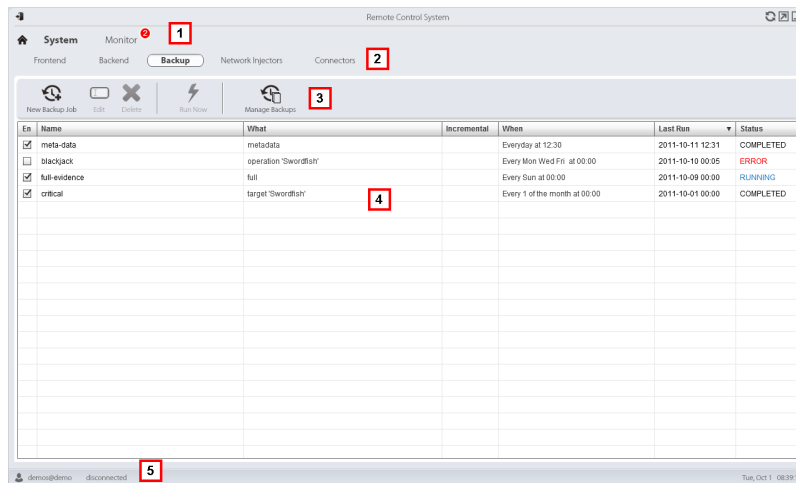 Remote Control System
System Monitor 2 1
Frontend Backend Backup Network Injectors Connectors 2
New Backup Job Edit Delete Run Now Manage Backups 3
En Name What Incremental When Last Run Status
meta-data metadata Everyday at 12:30 2011-10-11 12:31 COMPLETED
blackjack operation 'Swordfish' Every Mon Wed Fri at 00:00 2011-10-10 00:05 ERROR
full-evidence full Every Sun at 00:00 2011-10-09 00:00 RUNNING
critical target 'Swordfish' Every 1 of the month at 00:00 2011-10-01 00:00 COMPLETED
4
demos@demo disconnected 5 Tue, Oct 1 08:39: